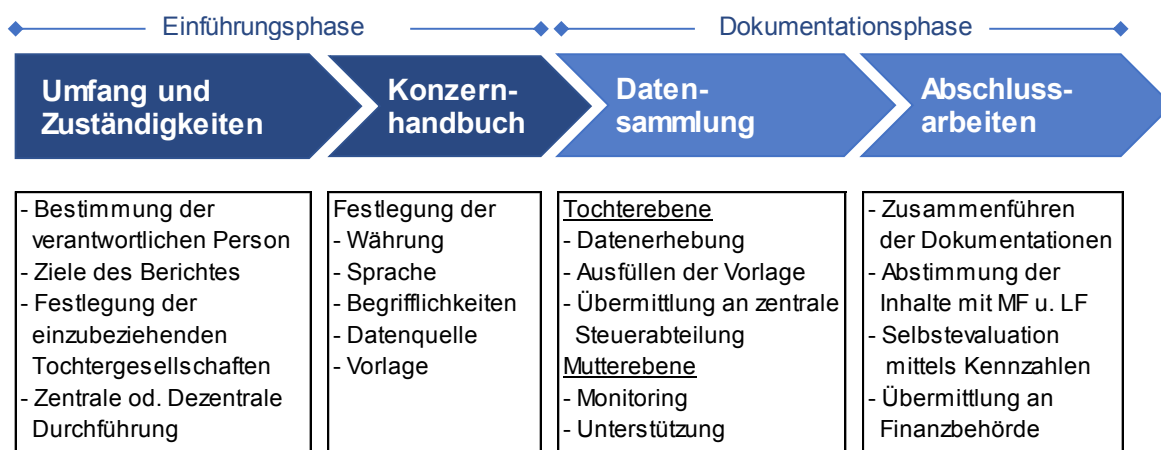 Einführungsphase
Dokumentationsphase
Umfang und
Zuständigkeiten
Konzern-
handbuch
Daten-
sammlung
Abschluss-
arbeiten
- Bestimmung der
verantwortlichen Person
- Ziele des Berichtes
- Festlegung der
einzubeziehenden
Tochtergesellschaften
- Zentrale od. Dezentrale
Durchführung
Festlegung der
- Währung
- Sprache
- Begrifflichkeiten
- Datenquelle
- Vorlage
Tochterebene
- Datenerhebung
- Ausfüllen der Vorlage
- Übermittlung an zentrale
Steuerabteilung
Mutterebene
- Monitoring
- Unterstützung
- Zusammenführen
der Dokumentationen
- Abstimmung der
Inhalte mit MF u. LF
- Selbstevaluation
mittels Kennzahlen
- Übermittlung an
Finanzbehörde